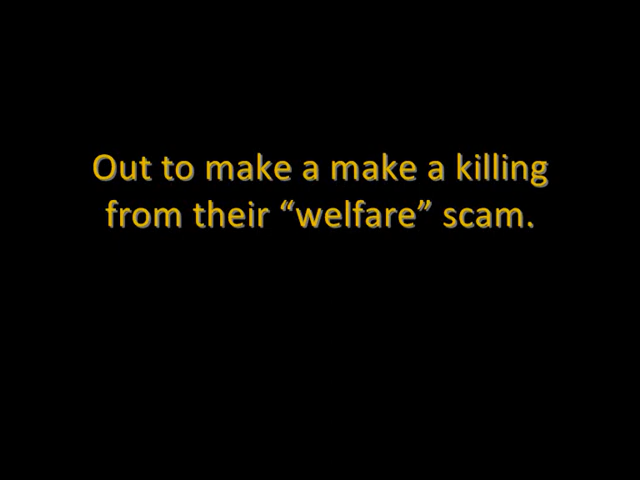 Out to make a make a killing
from their “welfare” scam.